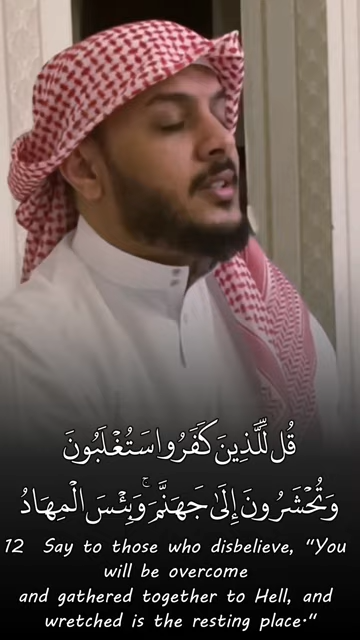 قُل لِّلَّذِينَ كَفَرُوا سَتُغْلَبُونَ
وَتُحْشَرُونَ إِلَىٰ جَهَنَّمَ ۚ وَبِئْسَ الْمِهَادُ
12 Say to those who disbelieve, "You
will be overcome
and gathered together to Hell, and
wretched is the resting place."